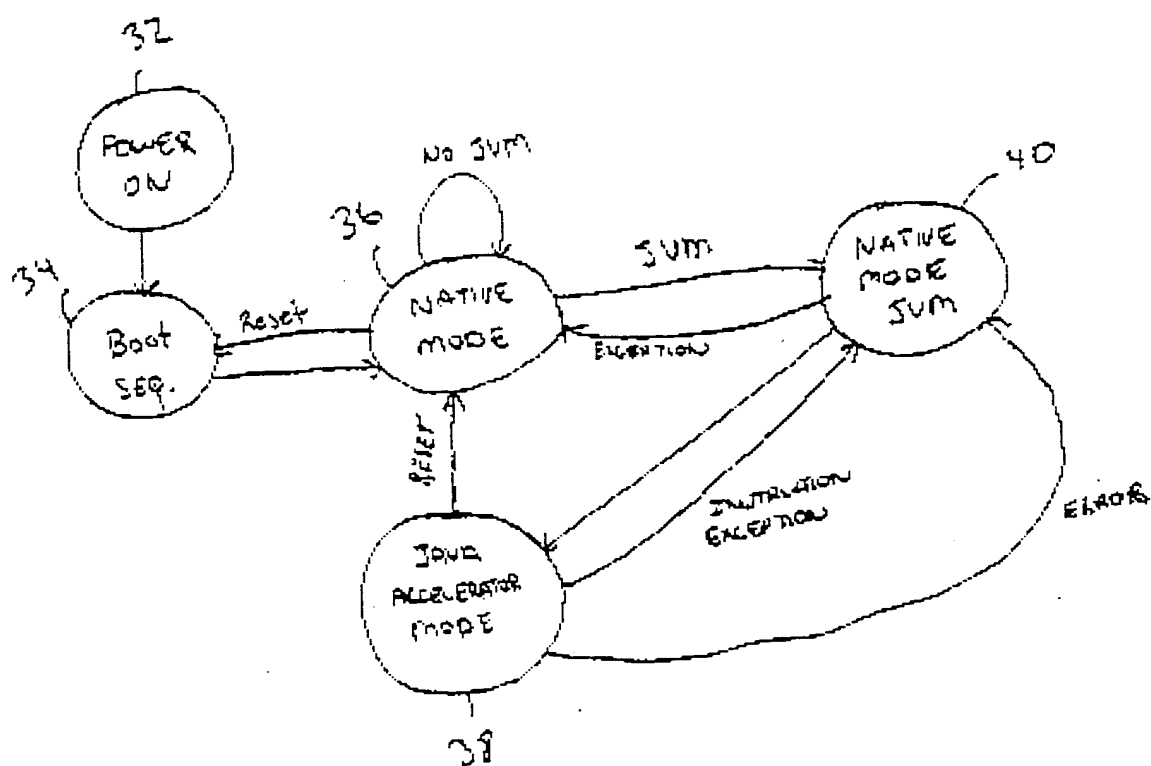 32
POWER
ON
No JVM
40
36
34
NATIVE
MODE
JVM
JVM
NATIVE
MODE
Reset
Boot
SEQ.
EXCEPTION
RESET
INSTRUCTION
EXCEPTION
ERROR
JAVA
ACCELERATOR
MODE
38